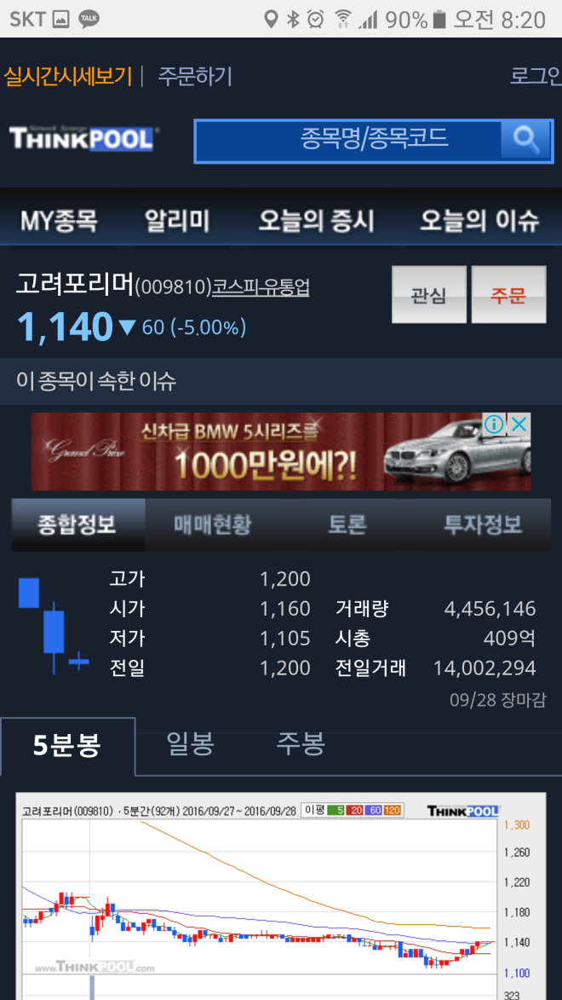 SKT TALK 90% 오전 8:20
실시간시세보기 | 주문하기 로그인
THINKPOOL 종목명/종목코드
MY종목 알리미 오늘의 증시 오늘의 이슈
고려포리머(009810)코스피-유통업 관심 주문
1,140▼ 60 (-5.00%)
이 종목이 속한 이슈
신차급 BMW 5시리즈를
Grand Prize
1000만원에?!
종합정보 매매현황 토론 투자정보
고가 1,200
시가 1,160 거래량 4,456,146
저가 1,105 시총 409억
전일 1,200 전일거래 14,002,294
09/28 장마감
5분봉 일봉 주봉
고려포리머(009810) · 5분간(92개) 2016/09/27~2016/09/28 이평 5 20 60 120 THINKPOOL
1,300
1,260
1,220
1,180
1,140
www.THINKPOOL.com 1,100
323